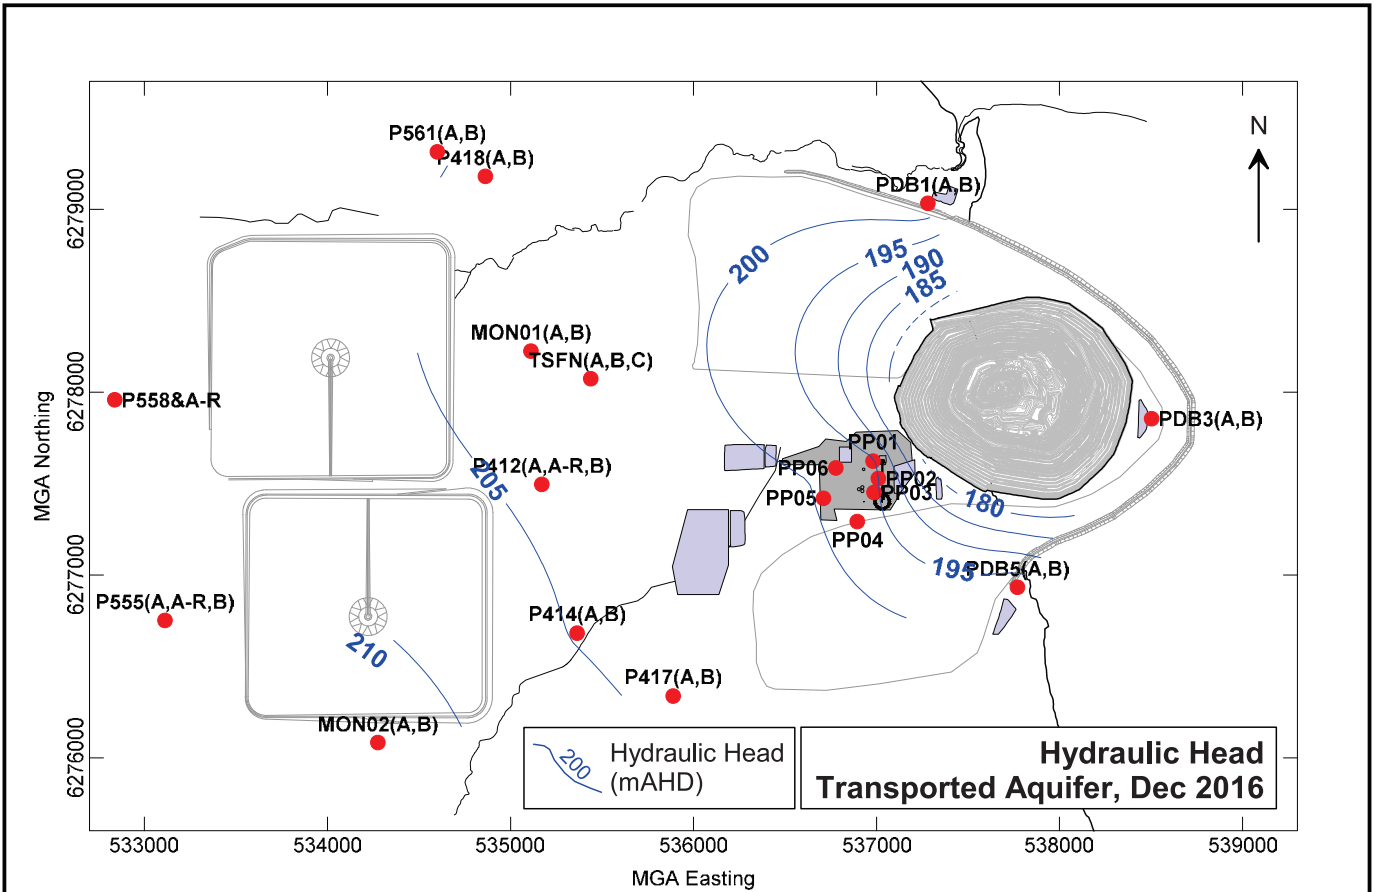 N
P561(A,B)
P418(A,B)
PDB1(A,B)
6279000
200
195
190
185
MON01(A,B)
TSFN(A,B,C)
6278000
P558&A-R
PDB3(A,B)
MGA Northing
P412(A,A-R,B)
205
PP01
PP06
PP02
PP05
PP03
180
PP04
6277000
195
PDB5(A,B)
P555(A,A-R,B)
P414(A,B)
210
P417(A,B)
MON02(A,B)
6276000
200
Hydraulic Head
(mAHD)
Hydraulic Head
Transported Aquifer, Dec 2016
533000 534000 535000 536000 537000 538000 539000
MGA Easting